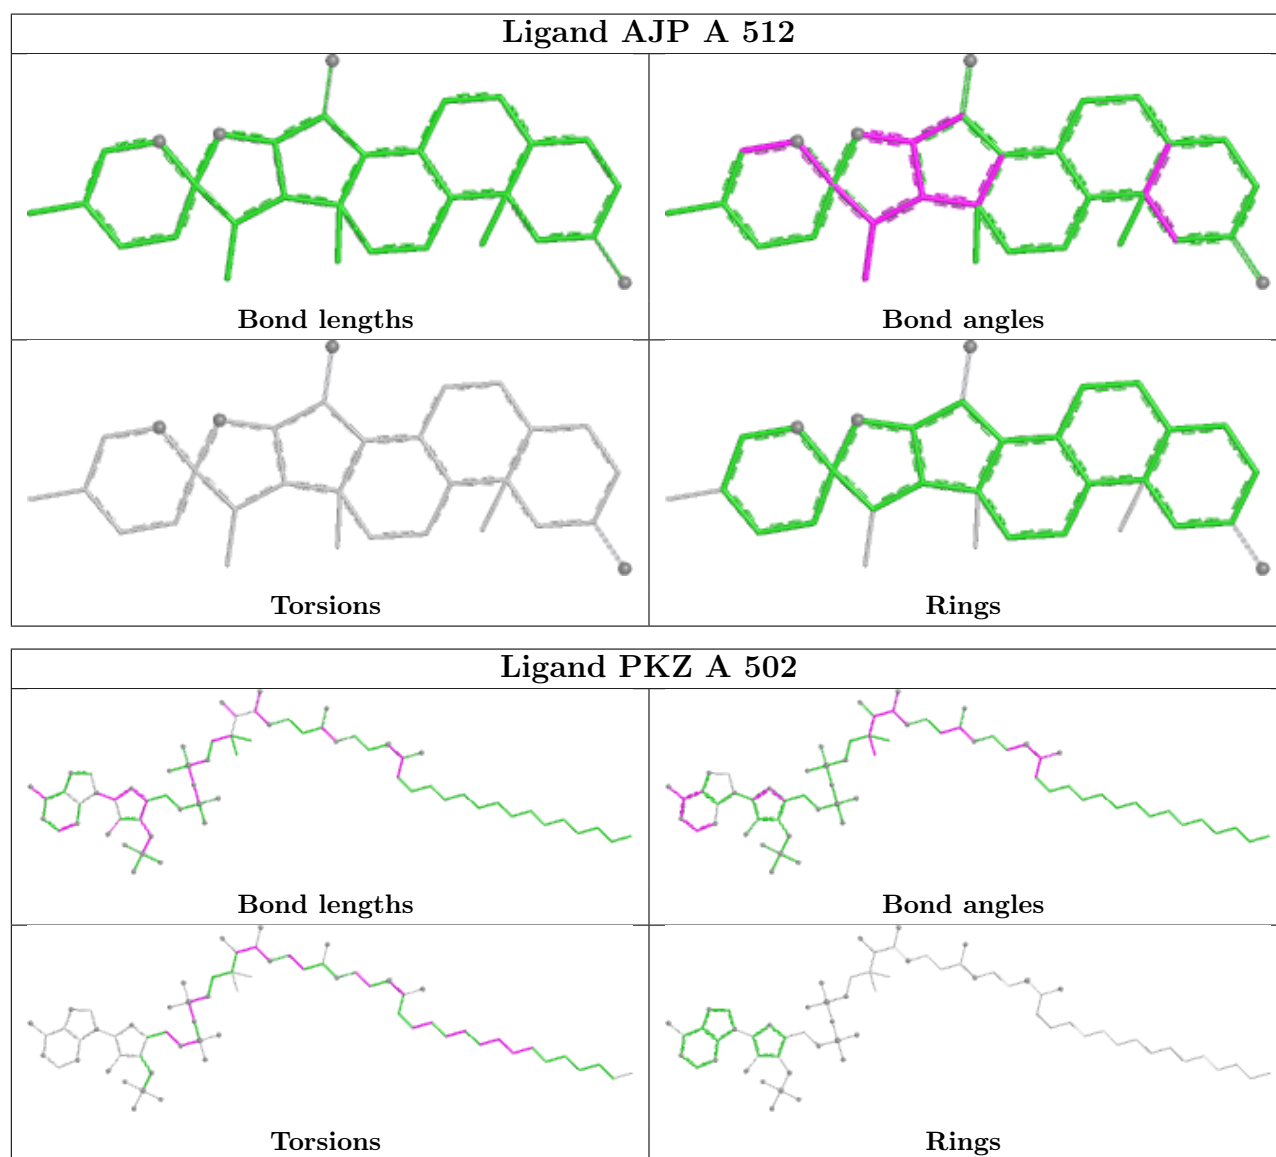 Ligand AJP A 512
Bond lengths
Bond angles
Torsions
Rings
Ligand PKZ A 502
Bond lengths
Bond angles
Torsions
Rings